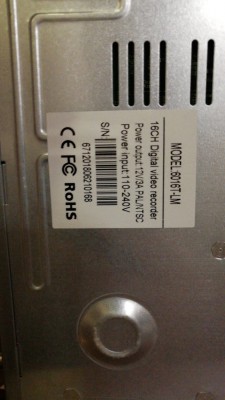 MODEL:6016T-LM
16CH Digital video recorder
Power output:12V/3A PAL/NTSC
Power input:110-240V
S/N
671201806210168
CE FC RoHS